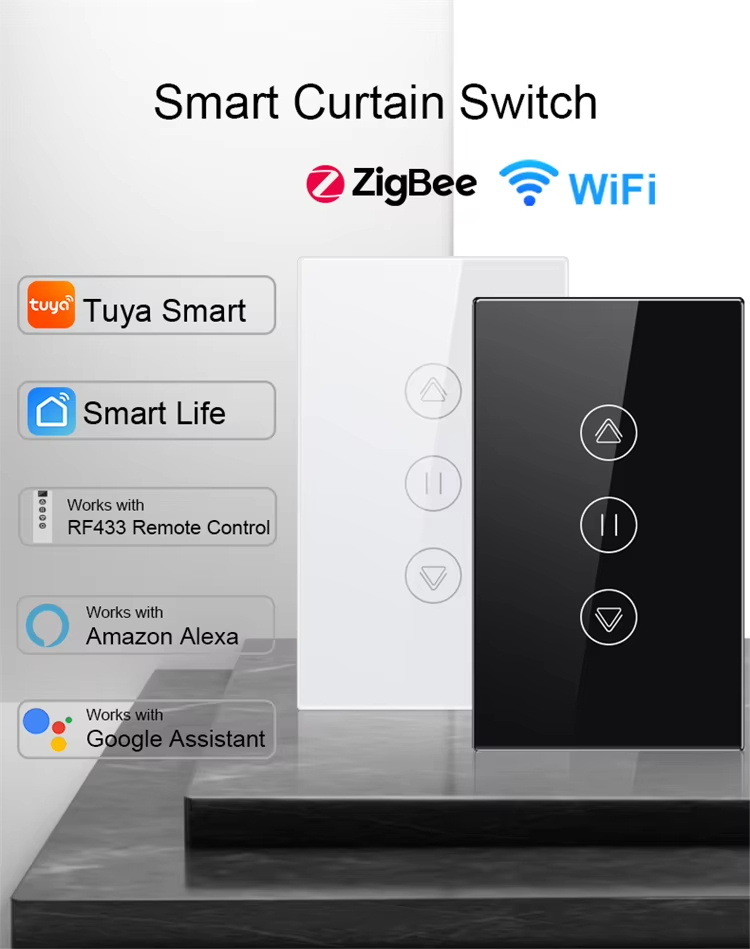 Smart Curtain Switch
ZigBee WiFi
tuya Tuya Smart
Smart Life
Works with
RF433 Remote Control
Works with
Amazon Alexa
Works with
Google Assistant